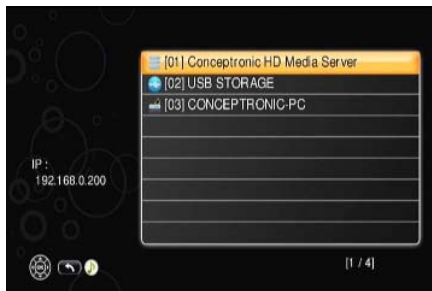 [01] Conceptronic HD Media Server
[02] USB STORAGE
[03] CONCEPTRONIC-PC
IP :
192.168.0.200
[1 / 4]